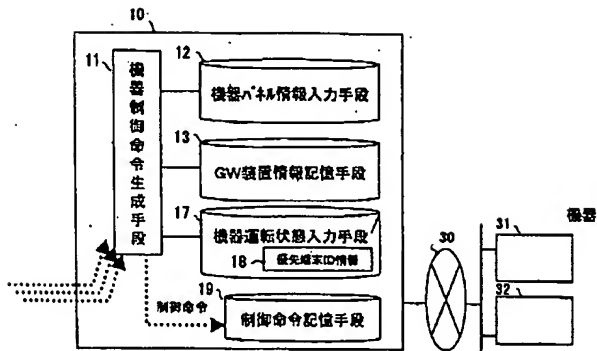 10
11
機器制御命令生成手段
12
機器パネル情報入力手段
13
GW装置情報記憶手段
17
機器運転状態入力手段
18
優先端末ID情報
19
制御命令
制御命令記憶手段
30
機器
31
32